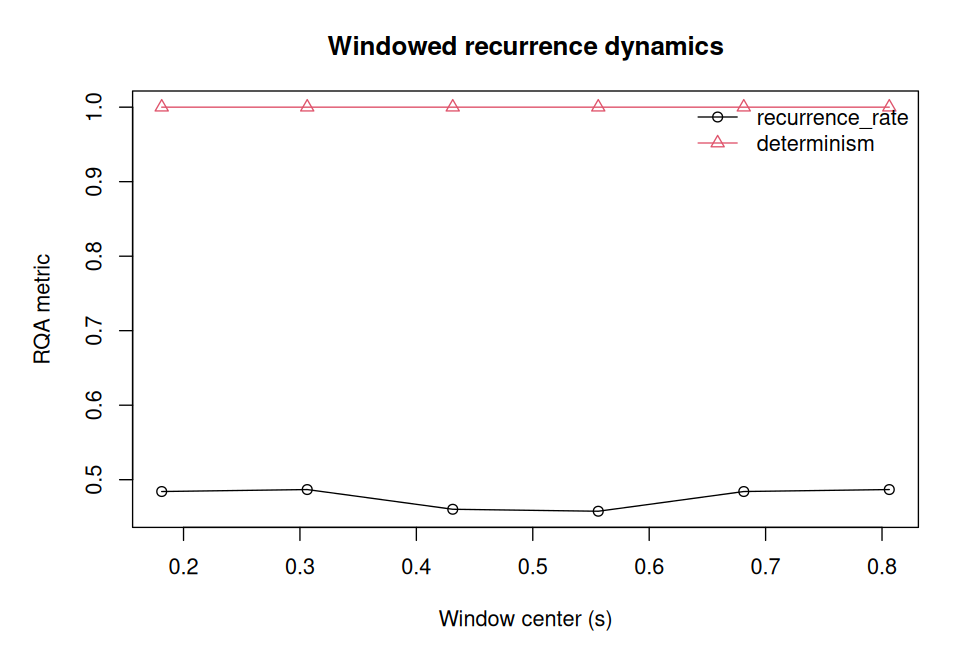 Windowed recurrence dynamics
1.0
0.9
0.8
0.7
0.6
0.5
RQA metric
recurrence_rate
determinism
0.2 0.3 0.4 0.5 0.6 0.7 0.8
Window center (s)